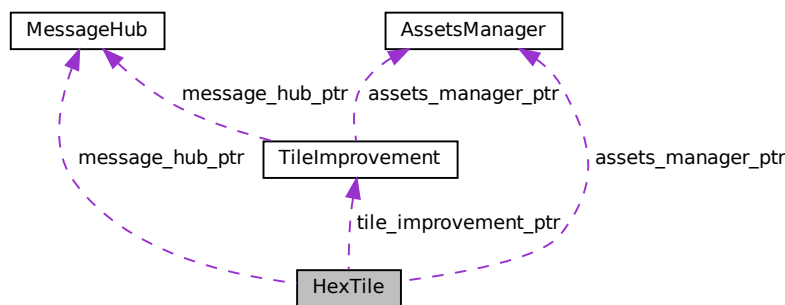 MessageHub
AssetsManager
message_hub_ptr
assets_manager_ptr
TileImprovement
message_hub_ptr
assets_manager_ptr
tile_improvement_ptr
HexTile